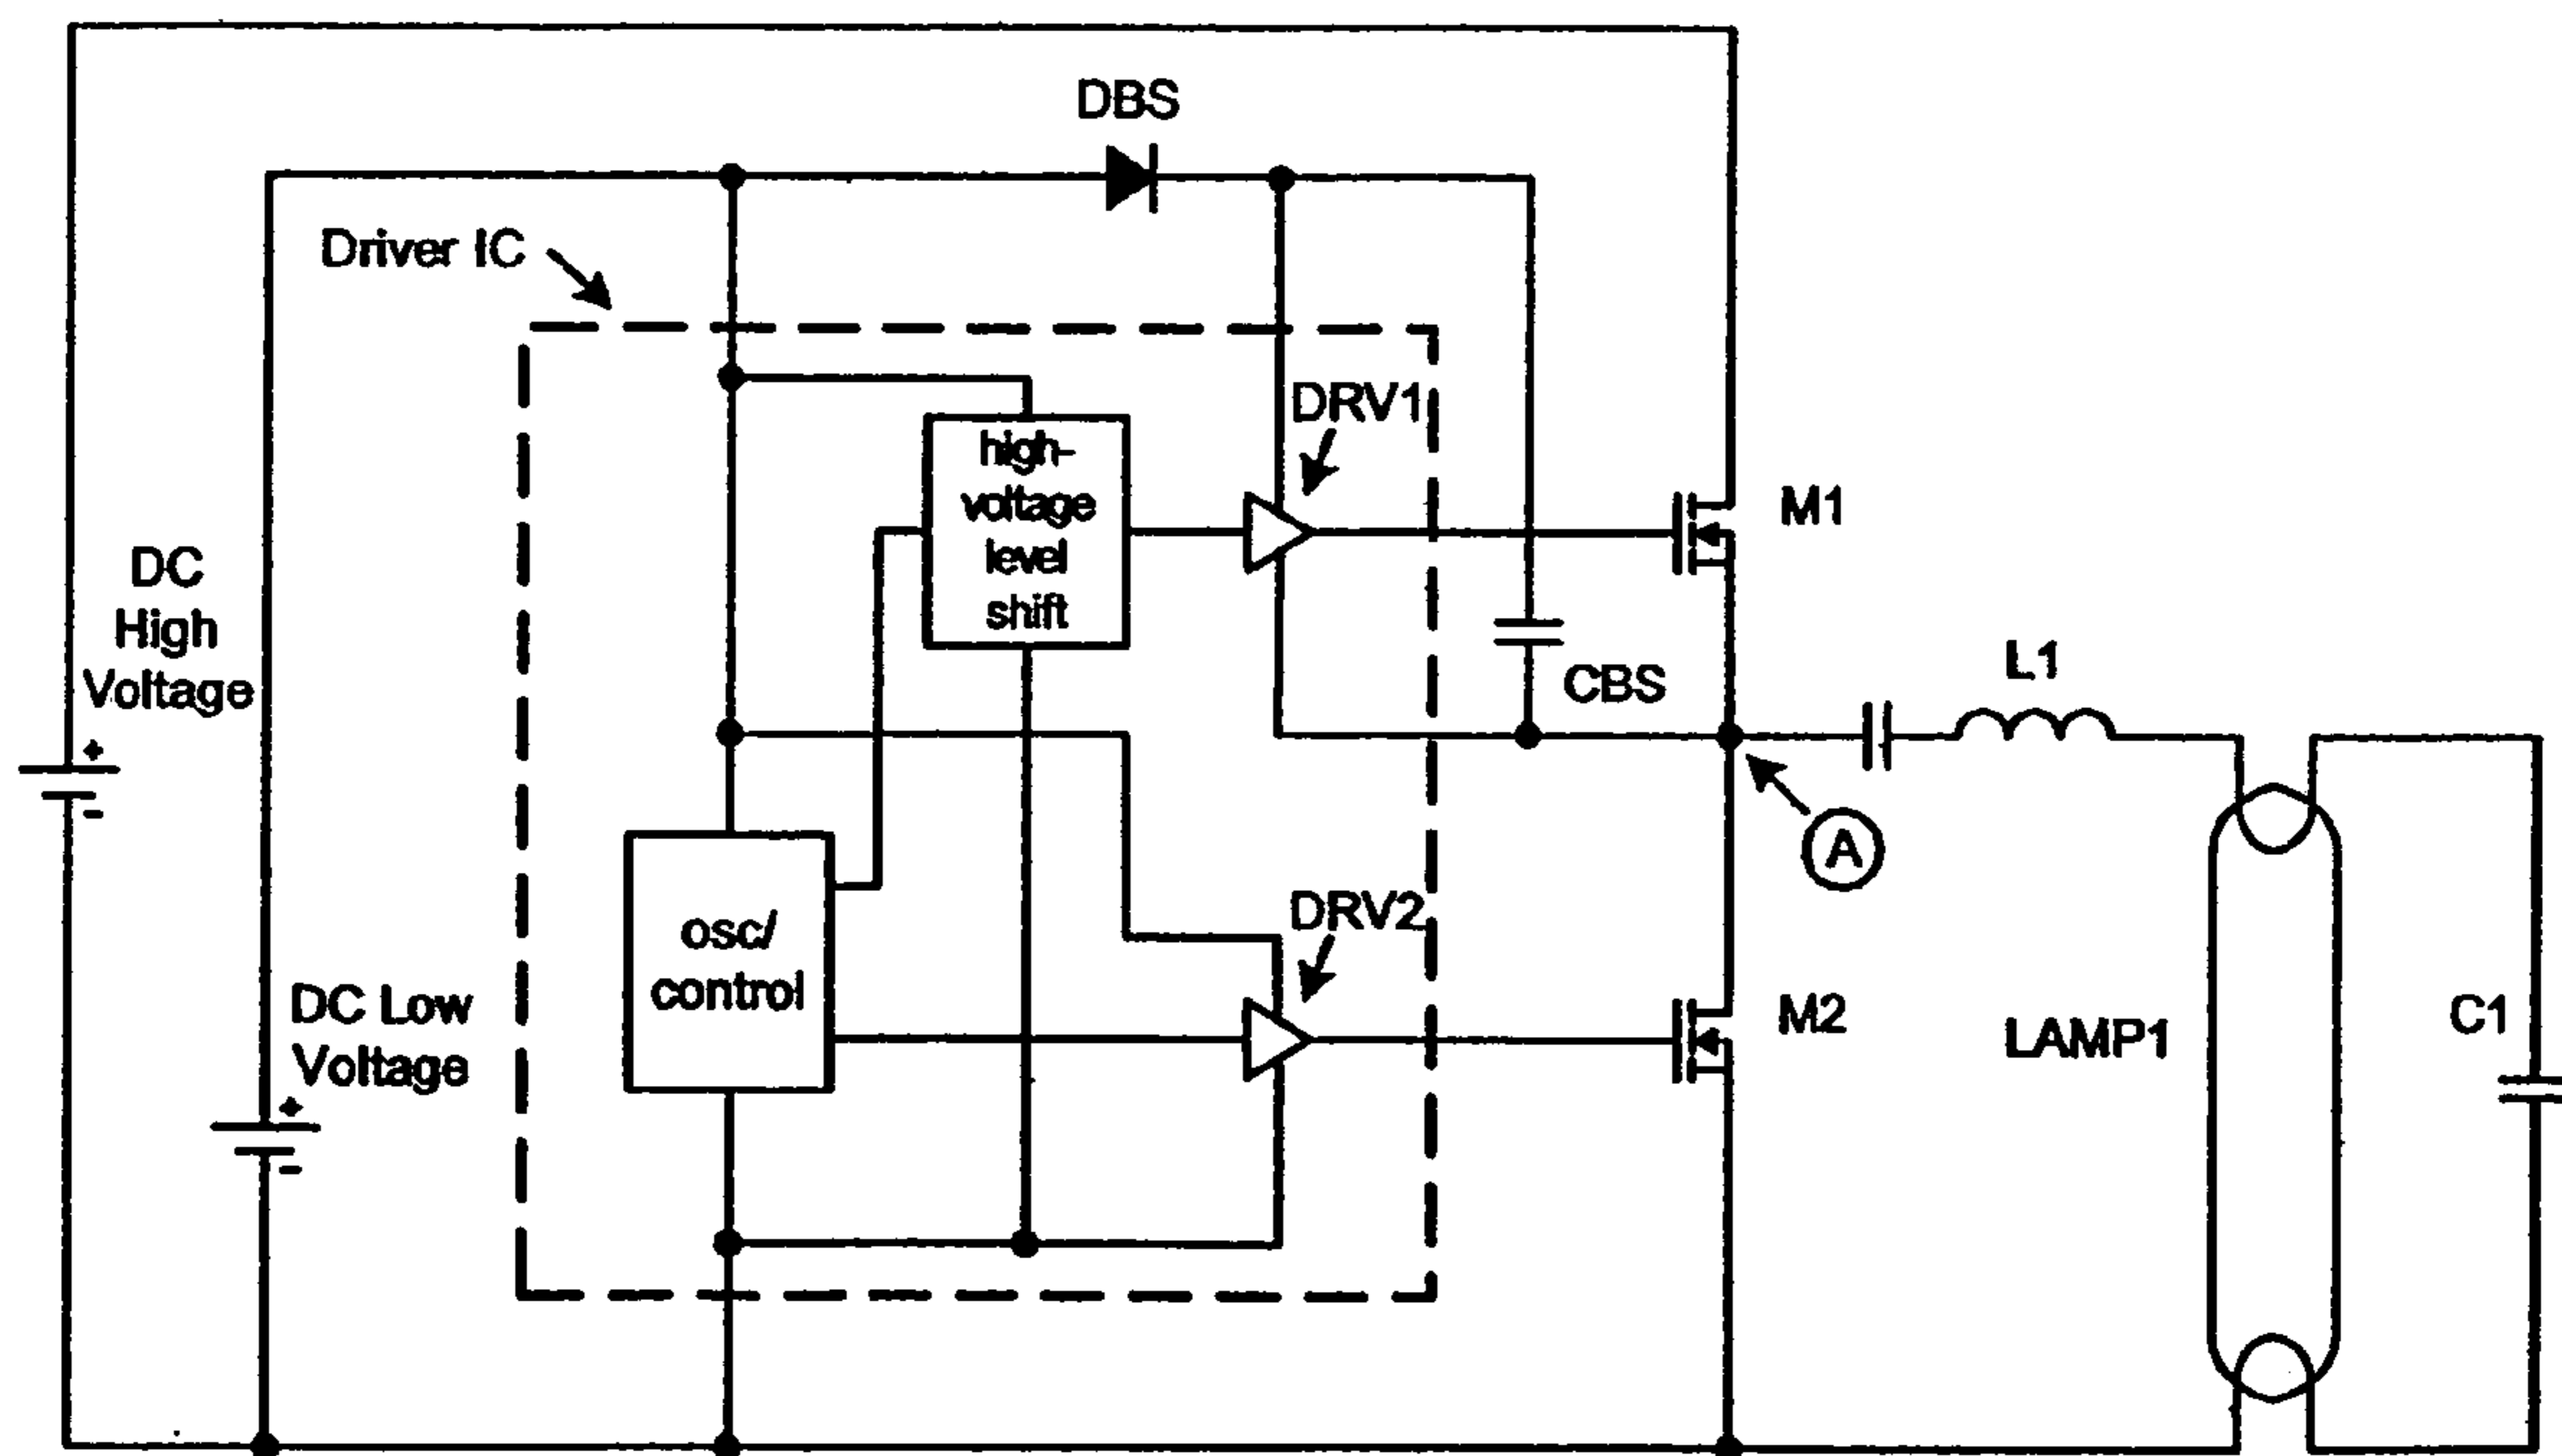 DBS
Driver IC
DRV1
high-
voltage
level
shift
M1
DC
High
Voltage
+
-
CBS
L1
A
osc/
control
DRV2
M2
LAMP1
C1
DC Low
Voltage
+
-